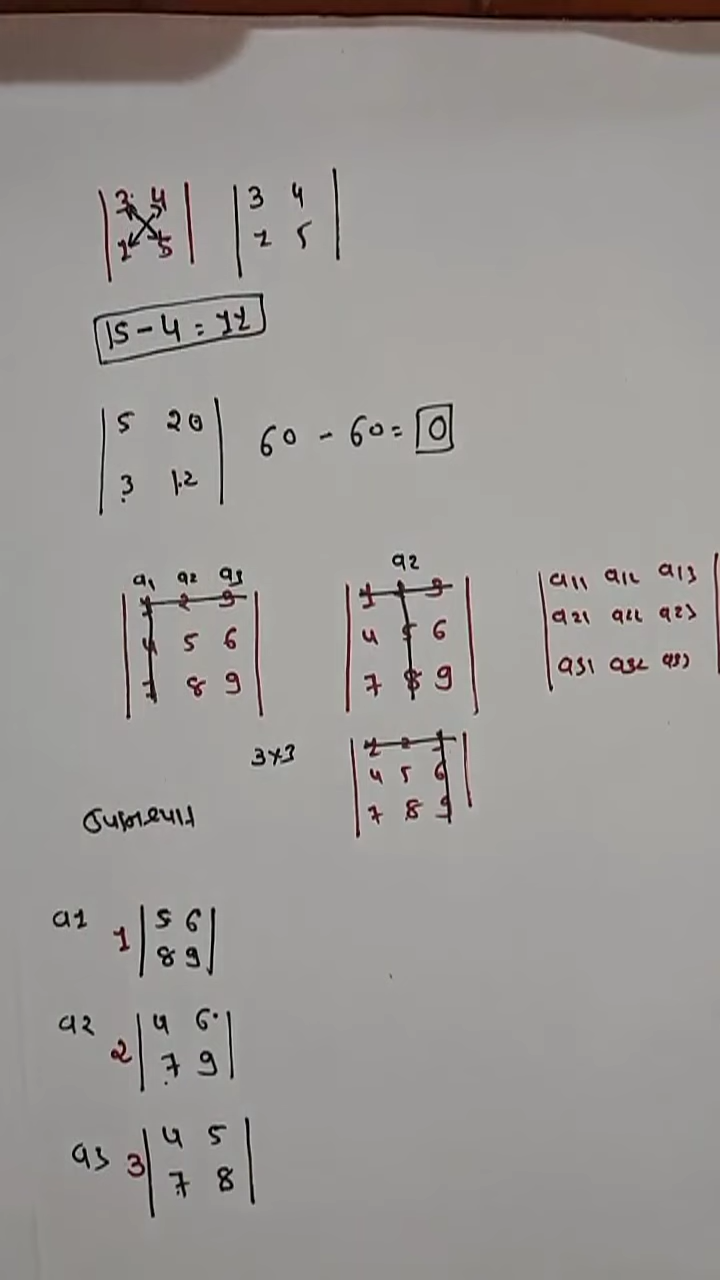 3 4 3 4
2 5 2 5
15 - 4 = 11
5 20
60 - 60 = 0
3 12
a1 a2 a3
a2
1 2 3 1 2 3 a11 a12 a13
4 5 6 4 5 6 a21 a22 a23
7 8 9 7 8 9 a31 a32 a33
3×3
1 2 3
4 5 6
7 8 9
a1 1 5 6
8 9
a2 2 4 6
7 9
a3 3 4 5
7 8